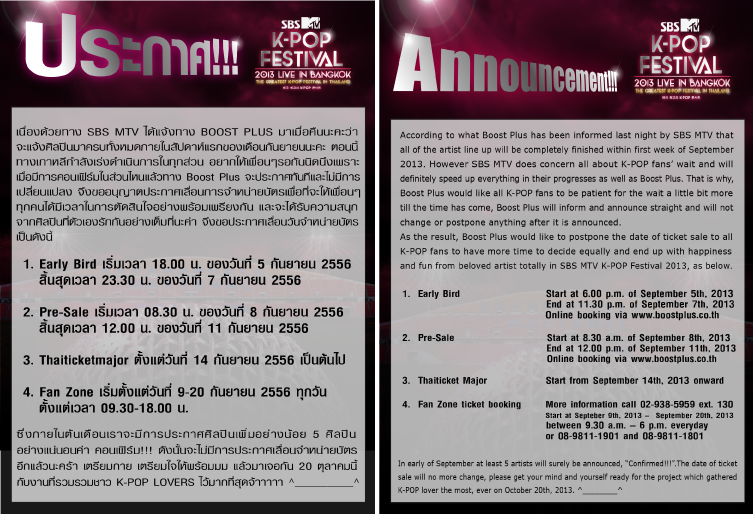 ประกาศ!!!
SBS MTV
K-POP
FESTIVAL
2013 LIVE IN BANGKOK
THE GREATEST K-POP FESTIVAL IN THAILAND
เนื่องด้วยทาง SBS MTV ได้แจ้งทาง BOOST PLUS มาเมื่อคืนนะคะว่า
จะแจ้งศิลปินมาครบทั้งหมดภายในสัปดาห์แรกของเดือนกันยายนนะคะ ตอนนี้
ทางเกาหลีกำลังเร่งดำเนินการในทุกส่วน อยากให้เพื่อนๆรอกันนิดนึงเพราะ
เมื่อมีการคอนเฟิร์มในส่วนไหนแล้วทาง Boost Plus จะประกาศทันทีและไม่มีการ
เปลี่ยนแปลง จึงขออนุญาตประกาศเลื่อนการจำหน่ายบัตรเพื่อที่จะให้เพื่อนๆ
ทุกคนได้มีเวลาในการตัดสินใจอย่างพร้อมเพรียงกัน และจะได้รับความสนุก
จากศิลปินที่ตัวเองรักกันอย่างเต็มที่นะค่า จึงขอประกาศเลื่อนวันจำหน่ายบัตร
เป็นดังนี้
1. Early Bird เริ่มเวลา 18.00 น. ของวันที่ 5 กันยายน 2556
สิ้นสุดเวลา 23.30 น. ของวันที่ 7 กันยายน 2556
2. Pre-Sale เริ่มเวลา 08.30 น. ของวันที่ 8 กันยายน 2556
สิ้นสุดเวลา 12.00 น. ของวันที่ 11 กันยายน 2556
3. Thaiticketmajor ตั้งแต่วันที่ 14 กันยายน 2556 เป็นต้นไป
4. Fan Zone เริ่มตั้งแต่วันที่ 9-20 กันยายน 2556 ทุกวัน
ตั้งแต่เวลา 09.30-18.00 น.
ซึ่งภายในต้นเดือนเราจะมีการประกาศศิลปินเพิ่มอย่างน้อย 5 ศิลปิน
อย่างแน่นอนค่า คอนเฟิร์ม!!! ดังนั้นจะไม่มีการประกาศเลื่อนจำหน่ายบัตร
อีกแล้วนะคร้า เตรียมกาย เตรียมใจให้พร้อมมม แล้วมาเจอกัน 20 ตุลาคมนี้
กับงานที่รวมรวมชาว K-POP LOVERS ไว้มากที่สุดจ้าาาาา ^__________^
Announcement!!!
SBS MTV
K-POP
FESTIVAL
2013 LIVE IN BANGKOK
THE GREATEST K-POP FESTIVAL IN THAILAND
According to what Boost Plus has been informed last night by SBS MTV that
all of the artist line up will be completely finished within first week of September
2013. However SBS MTV does concern all about K-POP fans' wait and will
definitely speed up everything in their progresses as well as Boost Plus. That is why,
Boost Plus would like all K-POP fans to be patient for the wait a little bit more
till the time has come, Boost Plus will inform and announce straight and will not
change or postpone anything after it is announced.
As the result, Boost Plus would like to postpone the date of ticket sale to all
K-POP fans to have more time to decide equally and end up with happiness
and fun from beloved artist totally in SBS MTV K-POP Festival 2013, as below.
1. Early Bird Start at 6.00 p.m. of September 5th, 2013
End at 11.30 p.m. of September 7th, 2013
Online booking via www.boostplus.co.th
2. Pre-Sale Start at 8.30 a.m. of September 8th, 2013
End at 12.00 p.m. of September 11th, 2013
Online booking via www.boostplus.co.th
3. Thaiticket Major Start from September 14th, 2013 onward
4. Fan Zone ticket booking More information call 02-938-5959 ext. 130
Start at Septeber 9th, 2013 – September 20th, 2013
between 9.30 a.m. – 6 p.m. everyday
or 08-9811-1901 and 08-9811-1801
In early of September at least 5 artists will surely be announced, "Confirmed!!!".The date of ticket
sale will no more change, please get your mind and yourself ready for the project which gathered
K-POP lover the most, ever on October 20th, 2013. ^________^